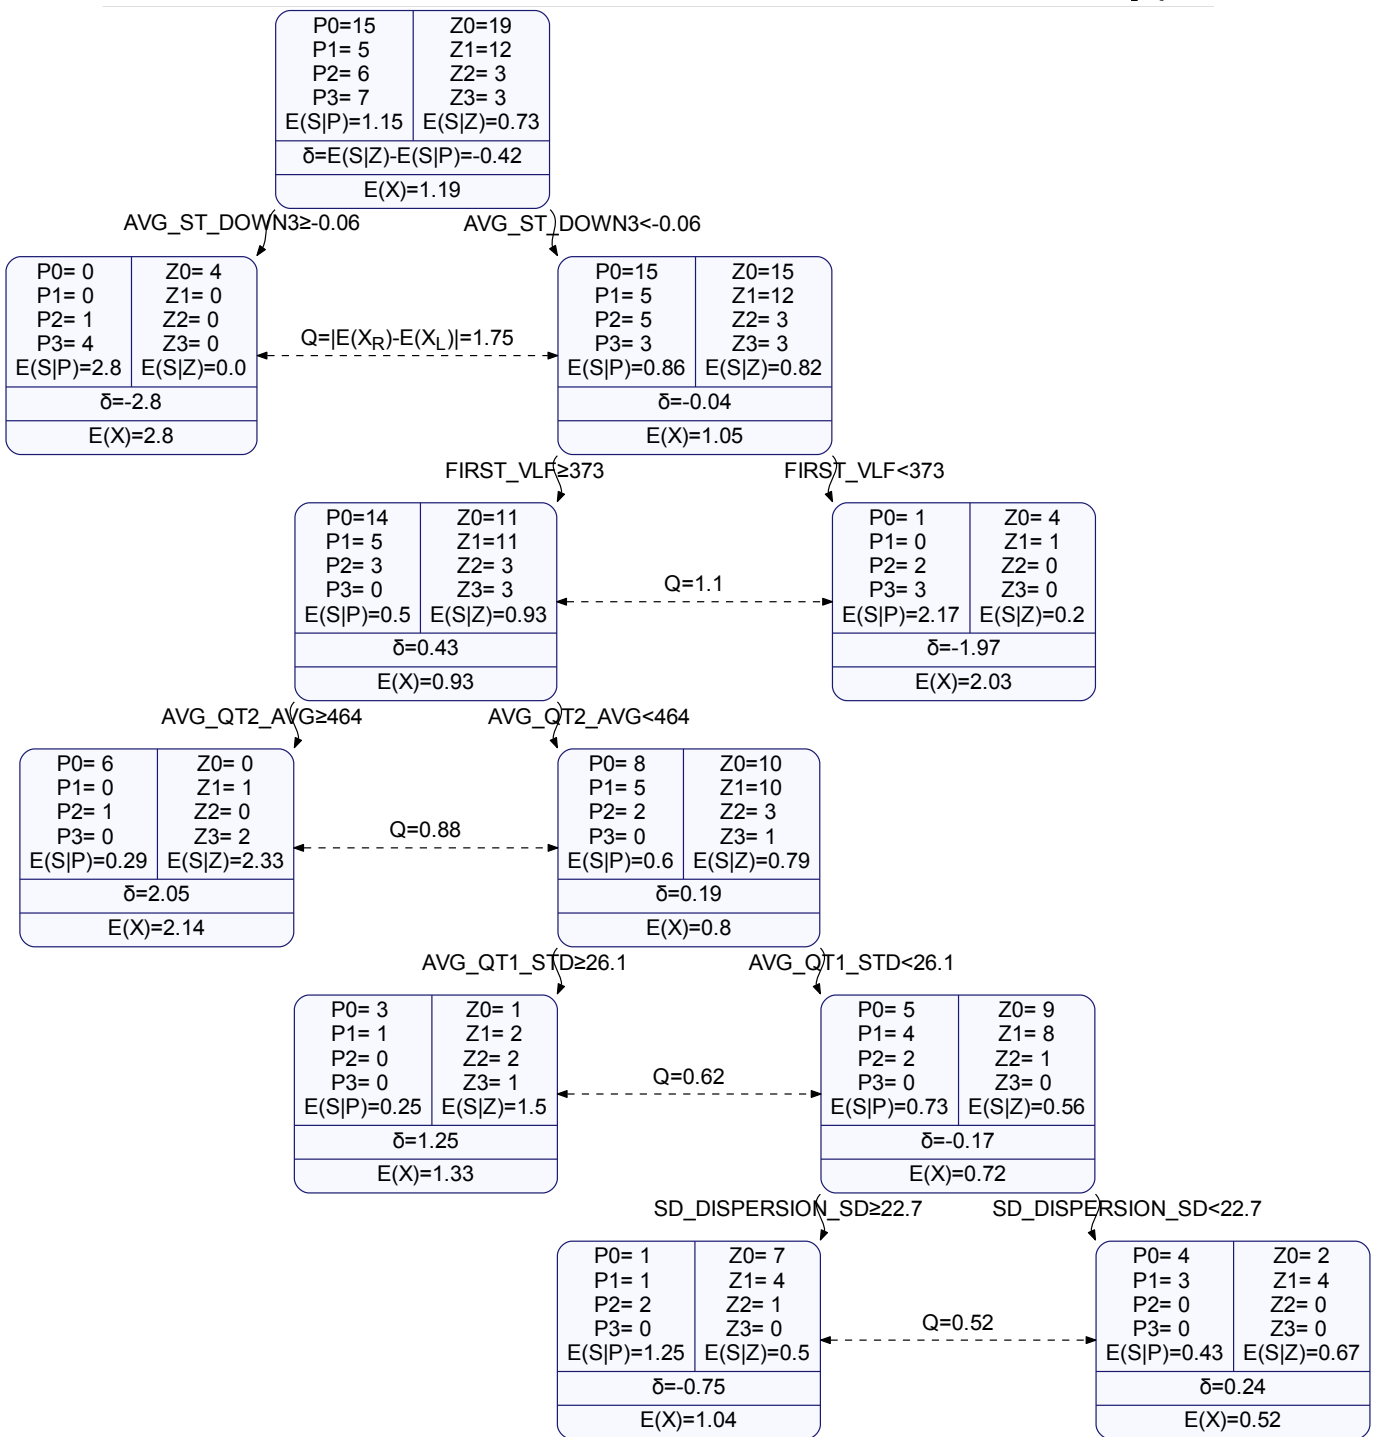 P0=15 Z0=19
P1= 5 Z1=12
P2= 6 Z2= 3
P3= 7 Z3= 3
E(S|P)=1.15 E(S|Z)=0.73
δ=E(S|Z)-E(S|P)=-0.42
E(X)=1.19
AVG_ST_DOWN3≥-0.06 AVG_ST_DOWN3<-0.06
P0= 0 Z0= 4
P1= 0 Z1= 0
P2= 1 Z2= 0
P3= 4 Z3= 0
E(S|P)=2.8 E(S|Z)=0.0
δ=-2.8
E(X)=2.8
Q=|E(X_R)-E(X_L)|=1.75
P0=15 Z0=15
P1= 5 Z1=12
P2= 5 Z2= 3
P3= 3 Z3= 3
E(S|P)=0.86 E(S|Z)=0.82
δ=-0.04
E(X)=1.05
FIRST_VLF≥373 FIRST_VLF<373
P0=14 Z0=11
P1= 5 Z1=11
P2= 3 Z2= 3
P3= 0 Z3= 3
E(S|P)=0.5 E(S|Z)=0.93
δ=0.43
E(X)=0.93
Q=1.1
P0= 1 Z0= 4
P1= 0 Z1= 1
P2= 2 Z2= 0
P3= 3 Z3= 0
E(S|P)=2.17 E(S|Z)=0.2
δ=-1.97
E(X)=2.03
AVG_QT2_AVG≥464 AVG_QT2_AVG<464
P0= 6 Z0= 0
P1= 0 Z1= 1
P2= 1 Z2= 0
P3= 0 Z3= 2
E(S|P)=0.29 E(S|Z)=2.33
δ=2.05
E(X)=2.14
Q=0.88
P0= 8 Z0=10
P1= 5 Z1=10
P2= 2 Z2= 3
P3= 0 Z3= 1
E(S|P)=0.6 E(S|Z)=0.79
δ=0.19
E(X)=0.8
AVG_QT1_STD≥26.1 AVG_QT1_STD<26.1
P0= 3 Z0= 1
P1= 1 Z1= 2
P2= 0 Z2= 2
P3= 0 Z3= 1
E(S|P)=0.25 E(S|Z)=1.5
δ=1.25
E(X)=1.33
Q=0.62
P0= 5 Z0= 9
P1= 4 Z1= 8
P2= 2 Z2= 1
P3= 0 Z3= 0
E(S|P)=0.73 E(S|Z)=0.56
δ=-0.17
E(X)=0.72
SD_DISPERSION_SD≥22.7 SD_DISPERSION_SD<22.7
P0= 1 Z0= 7
P1= 1 Z1= 4
P2= 2 Z2= 1
P3= 0 Z3= 0
E(S|P)=1.25 E(S|Z)=0.5
δ=-0.75
E(X)=1.04
Q=0.52
P0= 4 Z0= 2
P1= 3 Z1= 4
P2= 0 Z2= 0
P3= 0 Z3= 0
E(S|P)=0.43 E(S|Z)=0.67
δ=0.24
E(X)=0.52